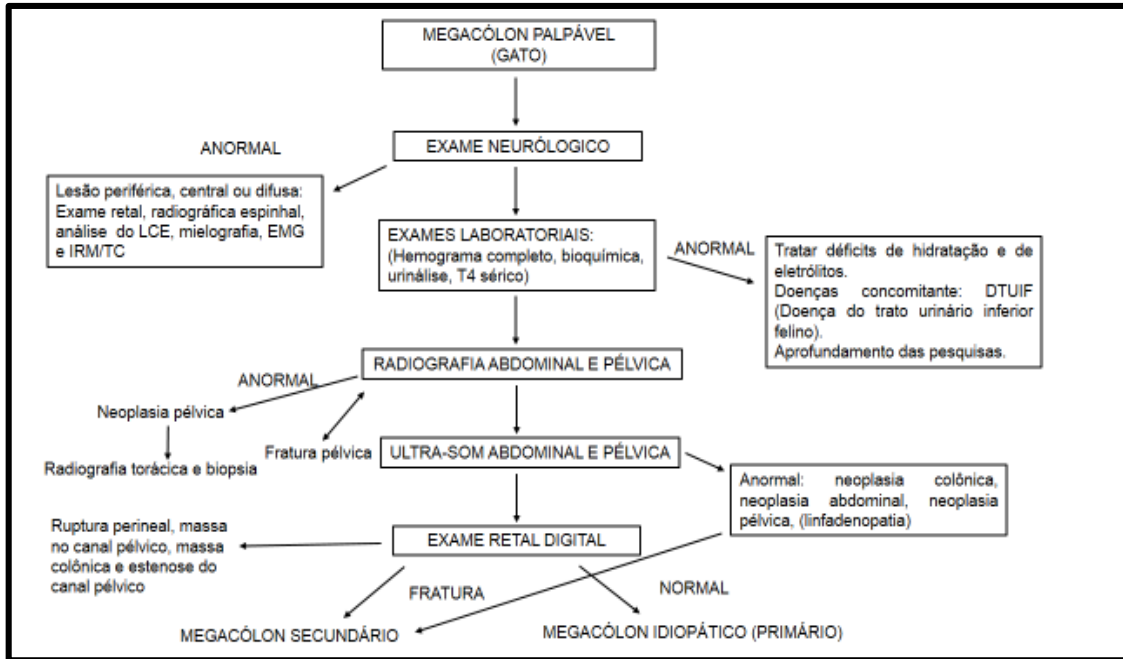 MEGACÓLON PALPÁVEL
(GATO)
ANORMAL
EXAME NEURÓLOGICO
Lesão periférica, central ou difusa:
Exame retal, radiográfica espinhal,
análise do LCE, mielografia, EMG
e IRM/TC
EXAMES LABORATORIAIS:
(Hemograma completo, bioquímica,
urinálise, T4 sérico)
ANORMAL
Tratar déficits de hidratação e de
eletrólitos.
Doenças concomitante: DTUIF
(Doença do trato urinário inferior
felino).
Aprofundamento das pesquisas.
RADIOGRAFIA ABDOMINAL E PÉLVICA
ANORMAL
Neoplasia pélvica
Fratura pélvica
Radiografia torácica e biopsia
ULTRA-SOM ABDOMINAL E PÉLVICA
Anormal: neoplasia colônica,
neoplasia abdominal, neoplasia
pélvica, (linfadenopatia)
Ruptura perineal, massa
no canal pélvico, massa
colônica e estenose do
canal pélvico
EXAME RETAL DIGITAL
FRATURA
NORMAL
MEGACÓLON SECUNDÁRIO
MEGACÓLON IDIOPÁTICO (PRIMÁRIO)